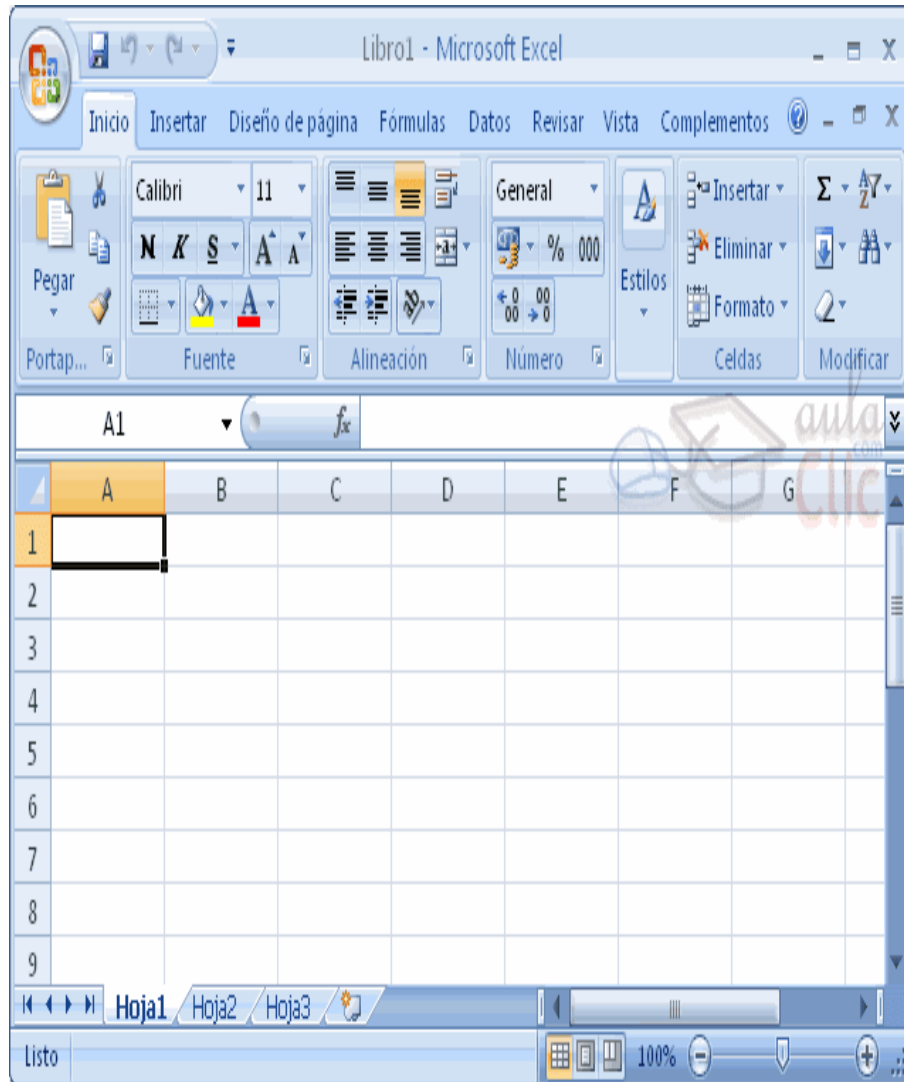 Libro1 - Microsoft Excel
Inicio Insertar Diseño de página Fórmulas Datos Revisar Vista Complementos
Calibri 11 General Insertar Σ
N K S A A % 000 Eliminar
Pegar Estilos Formato
Portap... Fuente Alineación Número Celdas Modificar
A1 fx
aula
com
Clic
A B C D E F G
1
2
3
4
5
6
7
8
9
Hoja1 Hoja2 Hoja3
Listo 100%